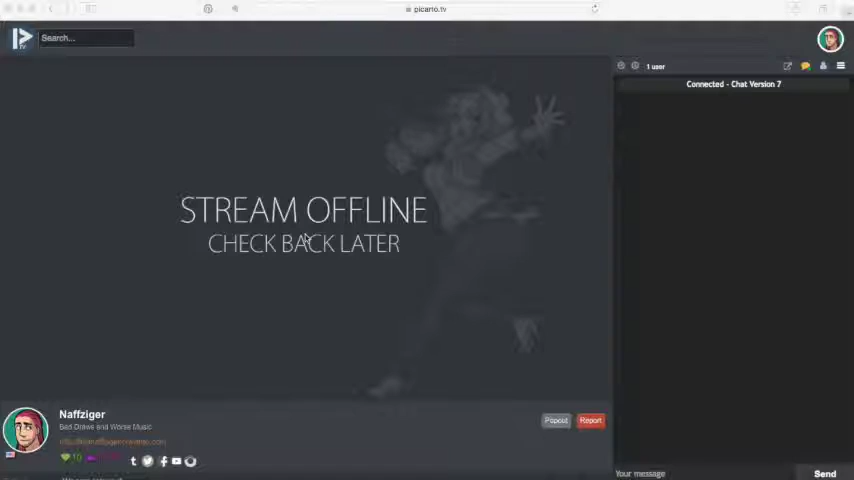 picarto.tv
Search...
1 user
Connected - Chat Version 7
STREAM OFFLINE
CHECK BACK LATER
Naffziger
Bad Draws and Worse Music
Popout
Report
10
Your message
Send